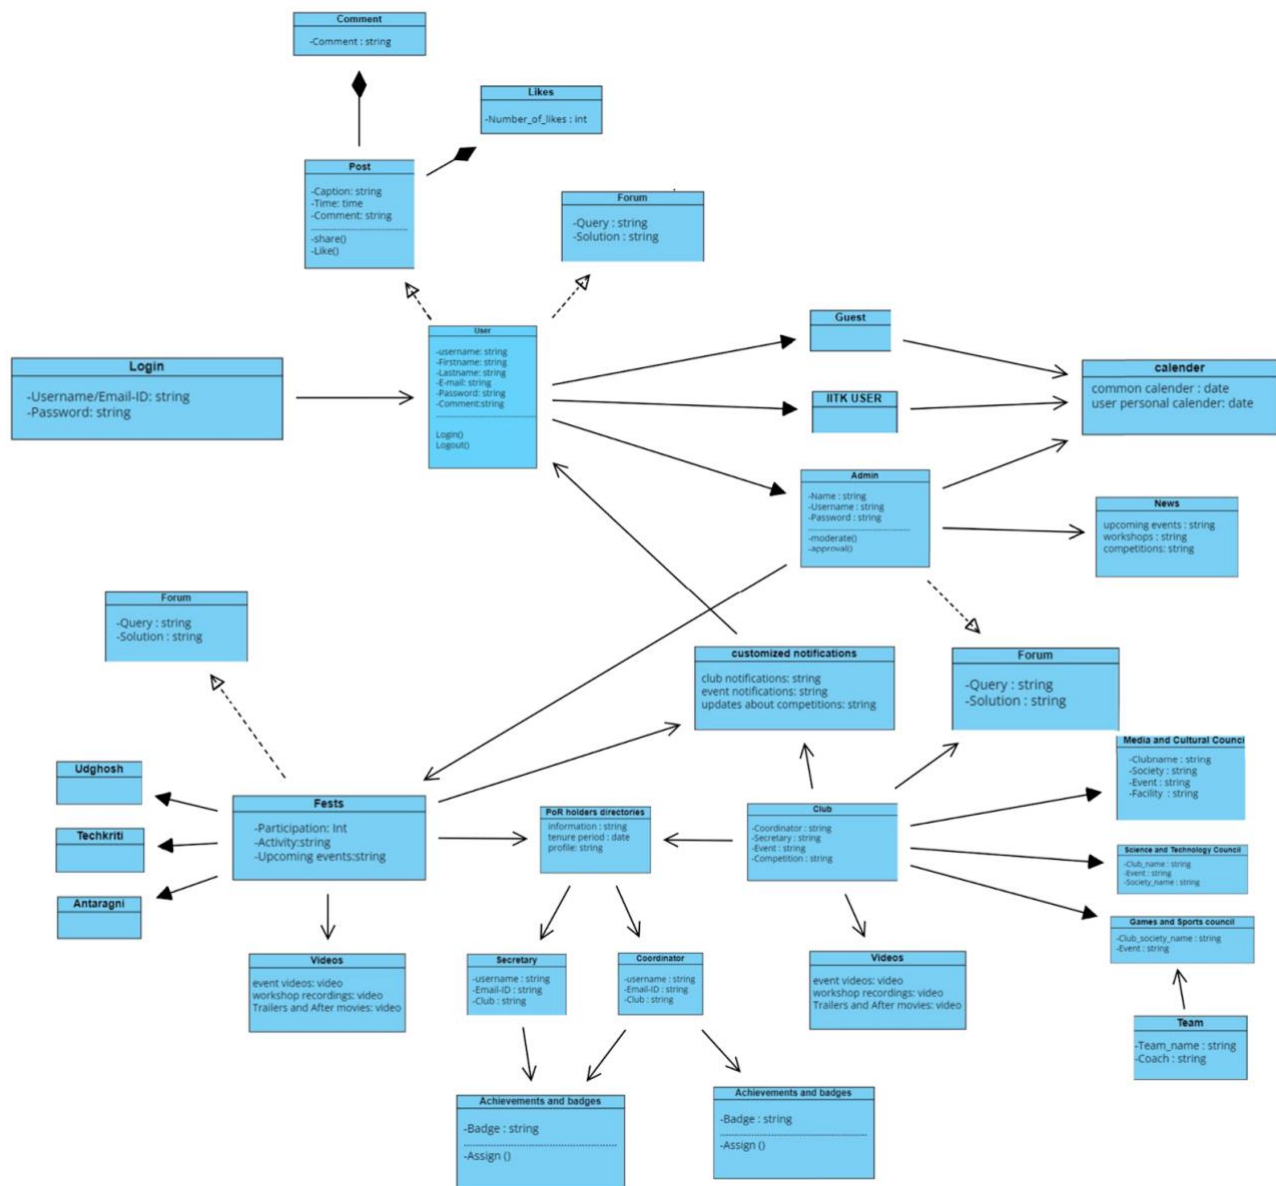 Comment
-Comment : string
Likes
-Number_of_likes : int
Post
-Caption: string
-Time: time
-Comment: string
-share()
-Like()
Forum
-Query : string
-Solution : string
User
-username: string
-Firstname: string
-Lastname: string
-E-mail: string
-Password: string
-Comment:string
Login()
Logout()
Login
-Username/Email-ID: string
-Password: string
Guest
IITK USER
calender
common calender : date
user personal calender: date
Admin
-Name : string
-Username : string
-Password : string
-moderate()
-approval()
News
upcoming events : string
workshops : string
competitions: string
Forum
-Query : string
-Solution : string
customized notifications
club notifications: string
event notifications: string
updates about competitions: string
Forum
-Query : string
-Solution : string
Media and Cultural Counci
-Clubname : string
-Society : string
-Event : string
-Facility : string
Udghosh
Techkriti
Antaragni
Fests
-Participation: Int
-Activity:string
-Upcoming events:string
PoR holders directories
information : string
tenure period : date
profile: string
Club
-Coordinator : string
-Secretary : string
-Event : string
-Competition : string
Science and Technology Council
-Club_name : string
-Event : string
-Society_name : string
Games and Sports council
-Club_society_name : string
-Event : string
Videos
event videos: video
workshop recordings: video
Trailers and After movies: video
Secretary
-username : string
-Email-ID : string
-Club : string
Coordinator
-username : string
-Email-ID : string
-Club : string
Videos
event videos: video
workshop recordings: video
Trailers and After movies: video
Team
-Team_name : string
-Coach : string
Achievements and badges
-Badge : string
-Assign ()
Achievements and badges
-Badge : string
-Assign ()